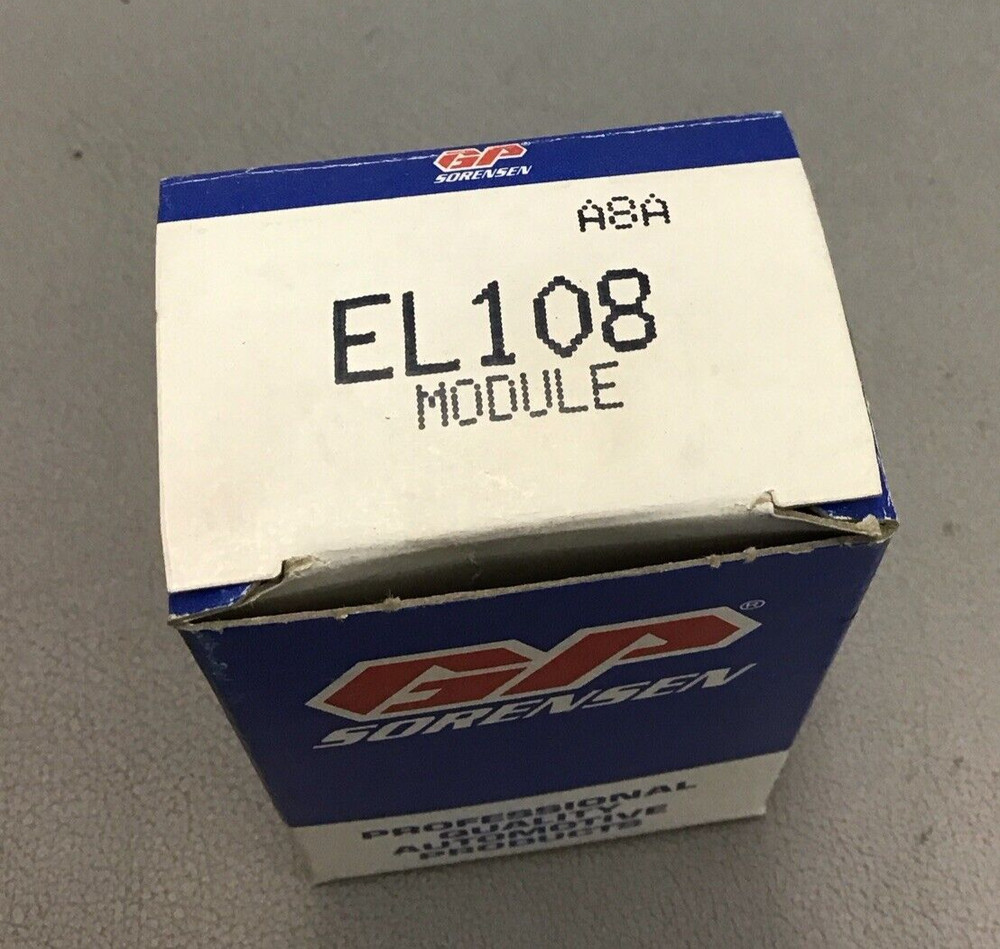 GP
SORENSEN
A8A
EL108
MODULE
GP®
SORENSEN
PROFESSIONAL
QUALITY
AUTOMOTIVE
PRODUCTS